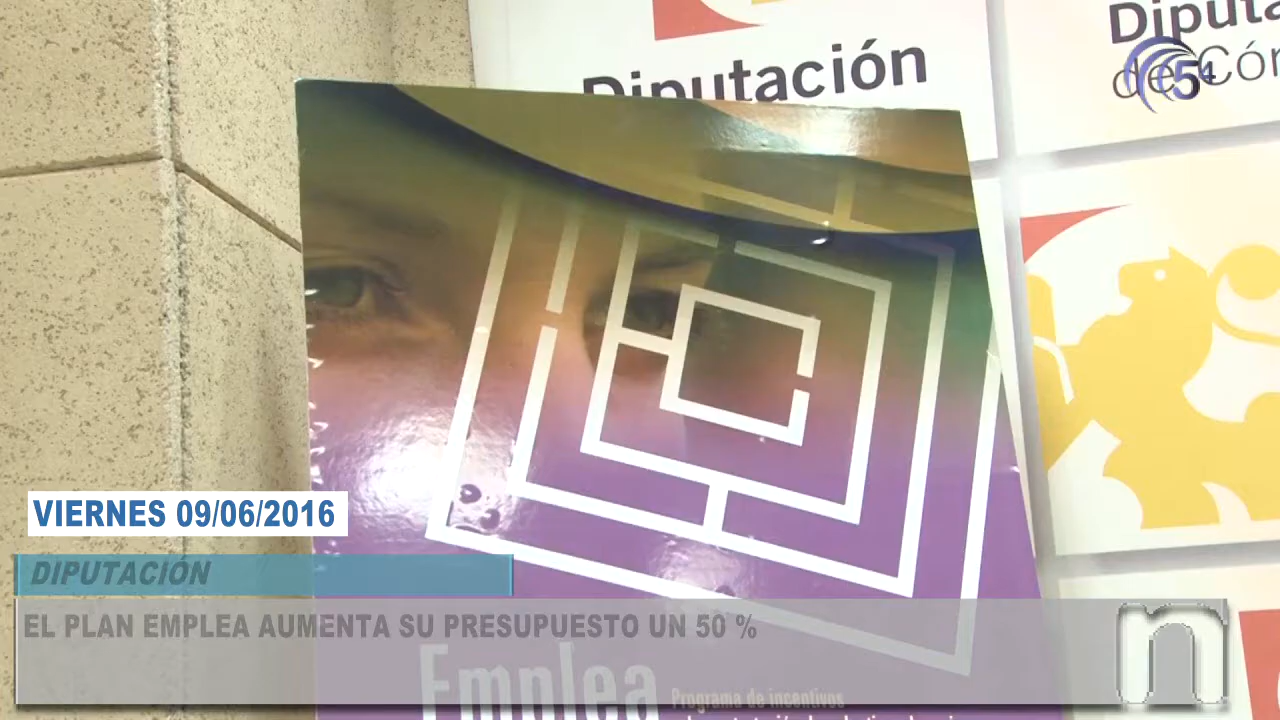 Diputación
Diputa
de Cór
54
VIERNES 09/06/2016
DIPUTACIÓN
EL PLAN EMPLEA AUMENTA SU PRESUPUESTO UN 50 %
n
Emplea
Programa de incentivos